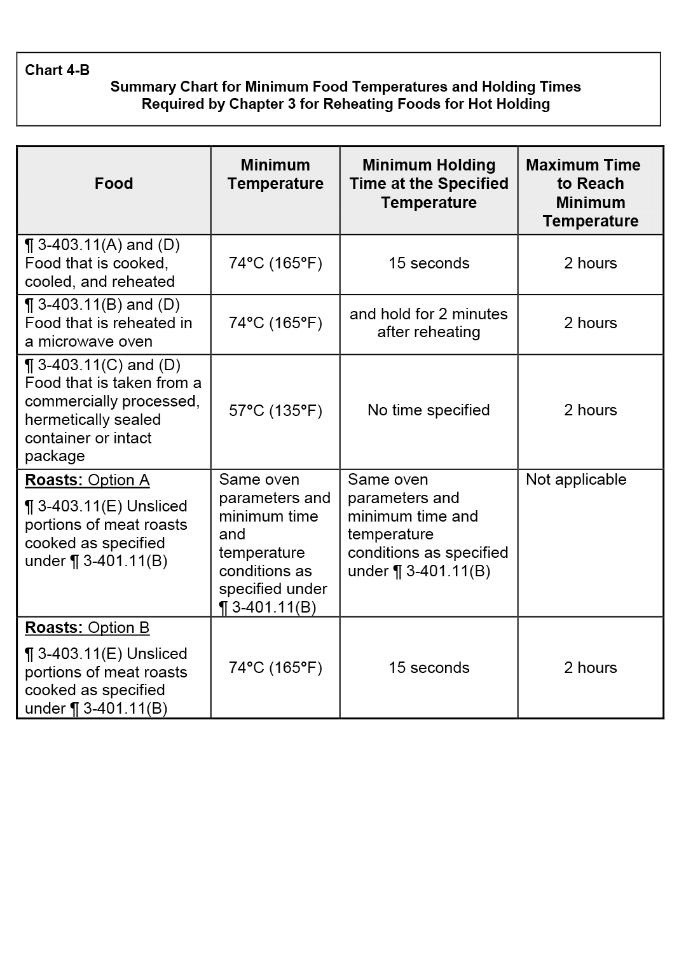 Chart 4-B
Summary Chart for Minimum Food Temperatures and Holding Times
Required by Chapter 3 for Reheating Foods for Hot Holding
Food
Minimum
Temperature
Minimum Holding
Time at the Specified
Temperature
Maximum Time
to Reach
Minimum
Temperature
¶ 3-403.11(A) and (D)
Food that is cooked,
cooled, and reheated
74°C (165°F)
15 seconds
2 hours
¶ 3-403.11(B) and (D)
Food that is reheated in
a microwave oven
74°C (165°F)
and hold for 2 minutes
after reheating
2 hours
¶ 3-403.11(C) and (D)
Food that is taken from a
commercially processed,
hermetically sealed
container or intact
package
57°C (135°F)
No time specified
2 hours
Roasts: Option A
¶ 3-403.11(E) Unsliced
portions of meat roasts
cooked as specified
under ¶ 3-401.11(B)
Same oven
parameters and
minimum time
and
temperature
conditions as
specified under
¶ 3-401.11(B)
Same oven
parameters and
minimum time and
temperature
conditions as specified
under ¶ 3-401.11(B)
Not applicable
Roasts: Option B
¶ 3-403.11(E) Unsliced
portions of meat roasts
cooked as specified
under ¶ 3-401.11(B)
74°C (165°F)
15 seconds
2 hours